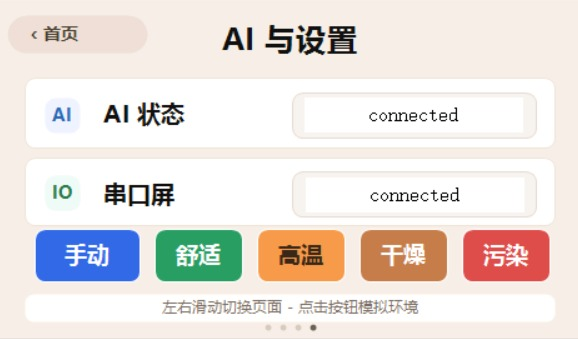 ‹ 首页
AI 与设置
AI AI 状态 connected
IO 串口屏 connected
手动 舒适 高温 干燥 污染
左右滑动切换页面 - 点击按钮模拟环境